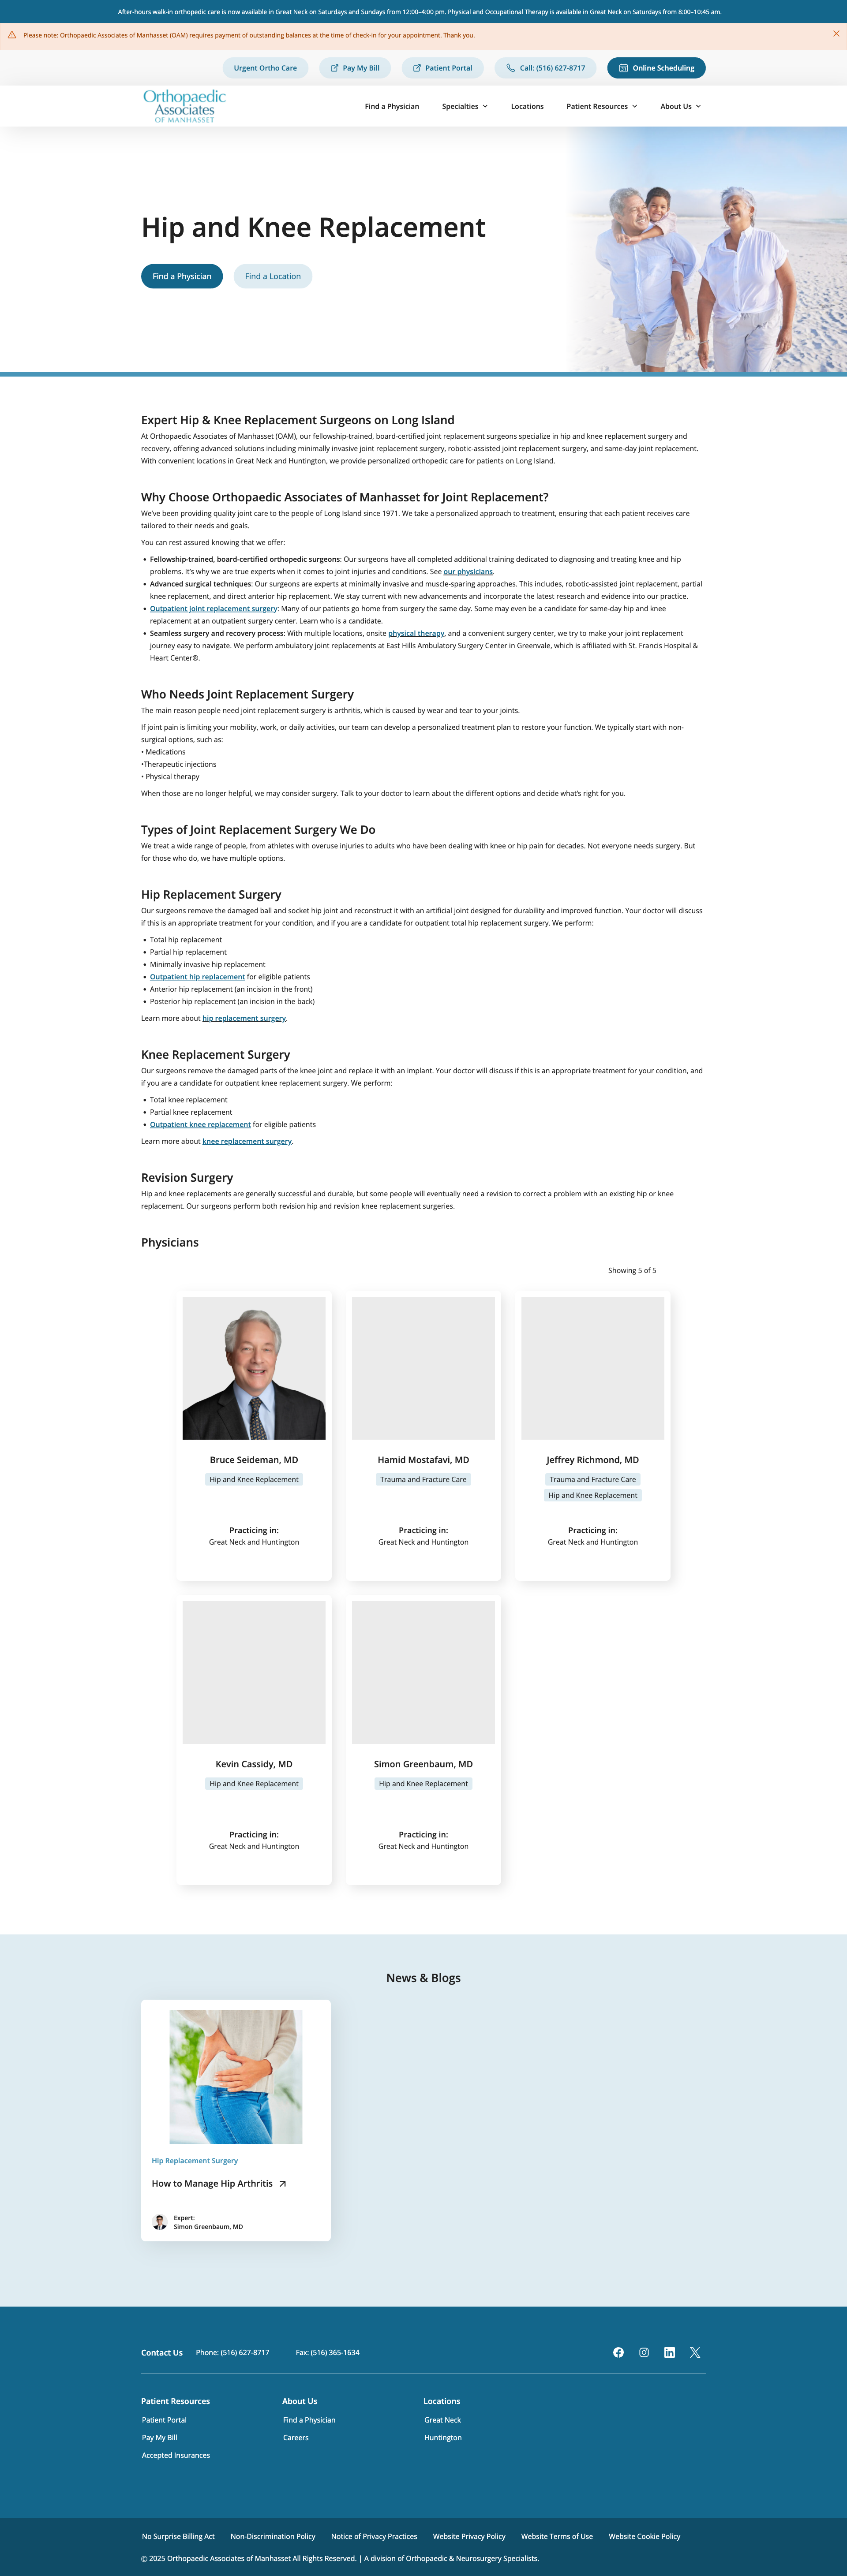 After-hours walk-in orthopedic care is now available in Great Neck on Saturdays and Sundays from 12:00–4:00 pm. Physical and Occupational Therapy is available in Great Neck on Saturdays from 8:00–10:45 am.
Please note: Orthopaedic Associates of Manhasset (OAM) requires payment of outstanding balances at the time of check-in for your appointment. Thank you.
Urgent Ortho Care
Pay My Bill
Patient Portal
Call: (516) 627-8717
Online Scheduling
Orthopaedic
Associates
OF MANHASSET
Find a Physician
Specialties
Locations
Patient Resources
About Us
Hip and Knee Replacement
Find a Physician
Find a Location
Expert Hip & Knee Replacement Surgeons on Long Island
At Orthopaedic Associates of Manhasset (OAM), our fellowship-trained, board-certified joint replacement surgeons specialize in hip and knee replacement surgery and
recovery, offering advanced solutions including minimally invasive joint replacement surgery, robotic-assisted joint replacement surgery, and same-day joint replacement.
With convenient locations in Great Neck and Huntington, we provide personalized orthopedic care for patients on Long Island.
Why Choose Orthopaedic Associates of Manhasset for Joint Replacement?
We've been providing quality joint care to the people of Long Island since 1971. We take a personalized approach to treatment, ensuring that each patient receives care
tailored to their needs and goals.
You can rest assured knowing that we offer:
• Fellowship-trained, board-certified orthopedic surgeons: Our surgeons have all completed additional training dedicated to diagnosing and treating knee and hip
problems. It's why we are true experts when it comes to joint injuries and conditions. See our physicians.
• Advanced surgical techniques: Our surgeons are experts at minimally invasive and muscle-sparing approaches. This includes, robotic-assisted joint replacement, partial
knee replacement, and direct anterior hip replacement. We stay current with new advancements and incorporate the latest research and evidence into our practice.
• Outpatient joint replacement surgery: Many of our patients go home from surgery the same day. Some may even be a candidate for same-day hip and knee
replacement at an outpatient surgery center. Learn who is a candidate.
• Seamless surgery and recovery process: With multiple locations, onsite physical therapy, and a convenient surgery center, we try to make your joint replacement
journey easy to navigate. We perform ambulatory joint replacements at East Hills Ambulatory Surgery Center in Greenvale, which is affiliated with St. Francis Hospital &
Heart Center®.
Who Needs Joint Replacement Surgery
The main reason people need joint replacement surgery is arthritis, which is caused by wear and tear to your joints.
If joint pain is limiting your mobility, work, or daily activities, our team can develop a personalized treatment plan to restore your function. We typically start with non-
surgical options, such as:
• Medications
•Therapeutic injections
• Physical therapy
When those are no longer helpful, we may consider surgery. Talk to your doctor to learn about the different options and decide what's right for you.
Types of Joint Replacement Surgery We Do
We treat a wide range of people, from athletes with overuse injuries to adults who have been dealing with knee or hip pain for decades. Not everyone needs surgery. But
for those who do, we have multiple options.
Hip Replacement Surgery
Our surgeons remove the damaged ball and socket hip joint and reconstruct it with an artificial joint designed for durability and improved function. Your doctor will discuss
if this is an appropriate treatment for your condition, and if you are a candidate for outpatient total hip replacement surgery. We perform:
• Total hip replacement
• Partial hip replacement
• Minimally invasive hip replacement
• Outpatient hip replacement for eligible patients
• Anterior hip replacement (an incision in the front)
• Posterior hip replacement (an incision in the back)
Learn more about hip replacement surgery.
Knee Replacement Surgery
Our surgeons remove the damaged parts of the knee joint and replace it with an implant. Your doctor will discuss if this is an appropriate treatment for your condition, and
if you are a candidate for outpatient knee replacement surgery. We perform:
• Total knee replacement
• Partial knee replacement
• Outpatient knee replacement for eligible patients
Learn more about knee replacement surgery.
Revision Surgery
Hip and knee replacements are generally successful and durable, but some people will eventually need a revision to correct a problem with an existing hip or knee
replacement. Our surgeons perform both revision hip and revision knee replacement surgeries.
Physicians
Showing 5 of 5
Bruce Seideman, MD
Hip and Knee Replacement
Practicing in:
Great Neck and Huntington
Hamid Mostafavi, MD
Trauma and Fracture Care
Practicing in:
Great Neck and Huntington
Jeffrey Richmond, MD
Trauma and Fracture Care
Hip and Knee Replacement
Practicing in:
Great Neck and Huntington
Kevin Cassidy, MD
Hip and Knee Replacement
Practicing in:
Great Neck and Huntington
Simon Greenbaum, MD
Hip and Knee Replacement
Practicing in:
Great Neck and Huntington
News & Blogs
Hip Replacement Surgery
How to Manage Hip Arthritis
Expert:
Simon Greenbaum, MD
Contact Us
Phone: (516) 627-8717
Fax: (516) 365-1634
Patient Resources
Patient Portal
Pay My Bill
Accepted Insurances
About Us
Find a Physician
Careers
Locations
Great Neck
Huntington
No Surprise Billing Act
Non-Discrimination Policy
Notice of Privacy Practices
Website Privacy Policy
Website Terms of Use
Website Cookie Policy
© 2025 Orthopaedic Associates of Manhasset All Rights Reserved. | A division of Orthopaedic & Neurosurgery Specialists.